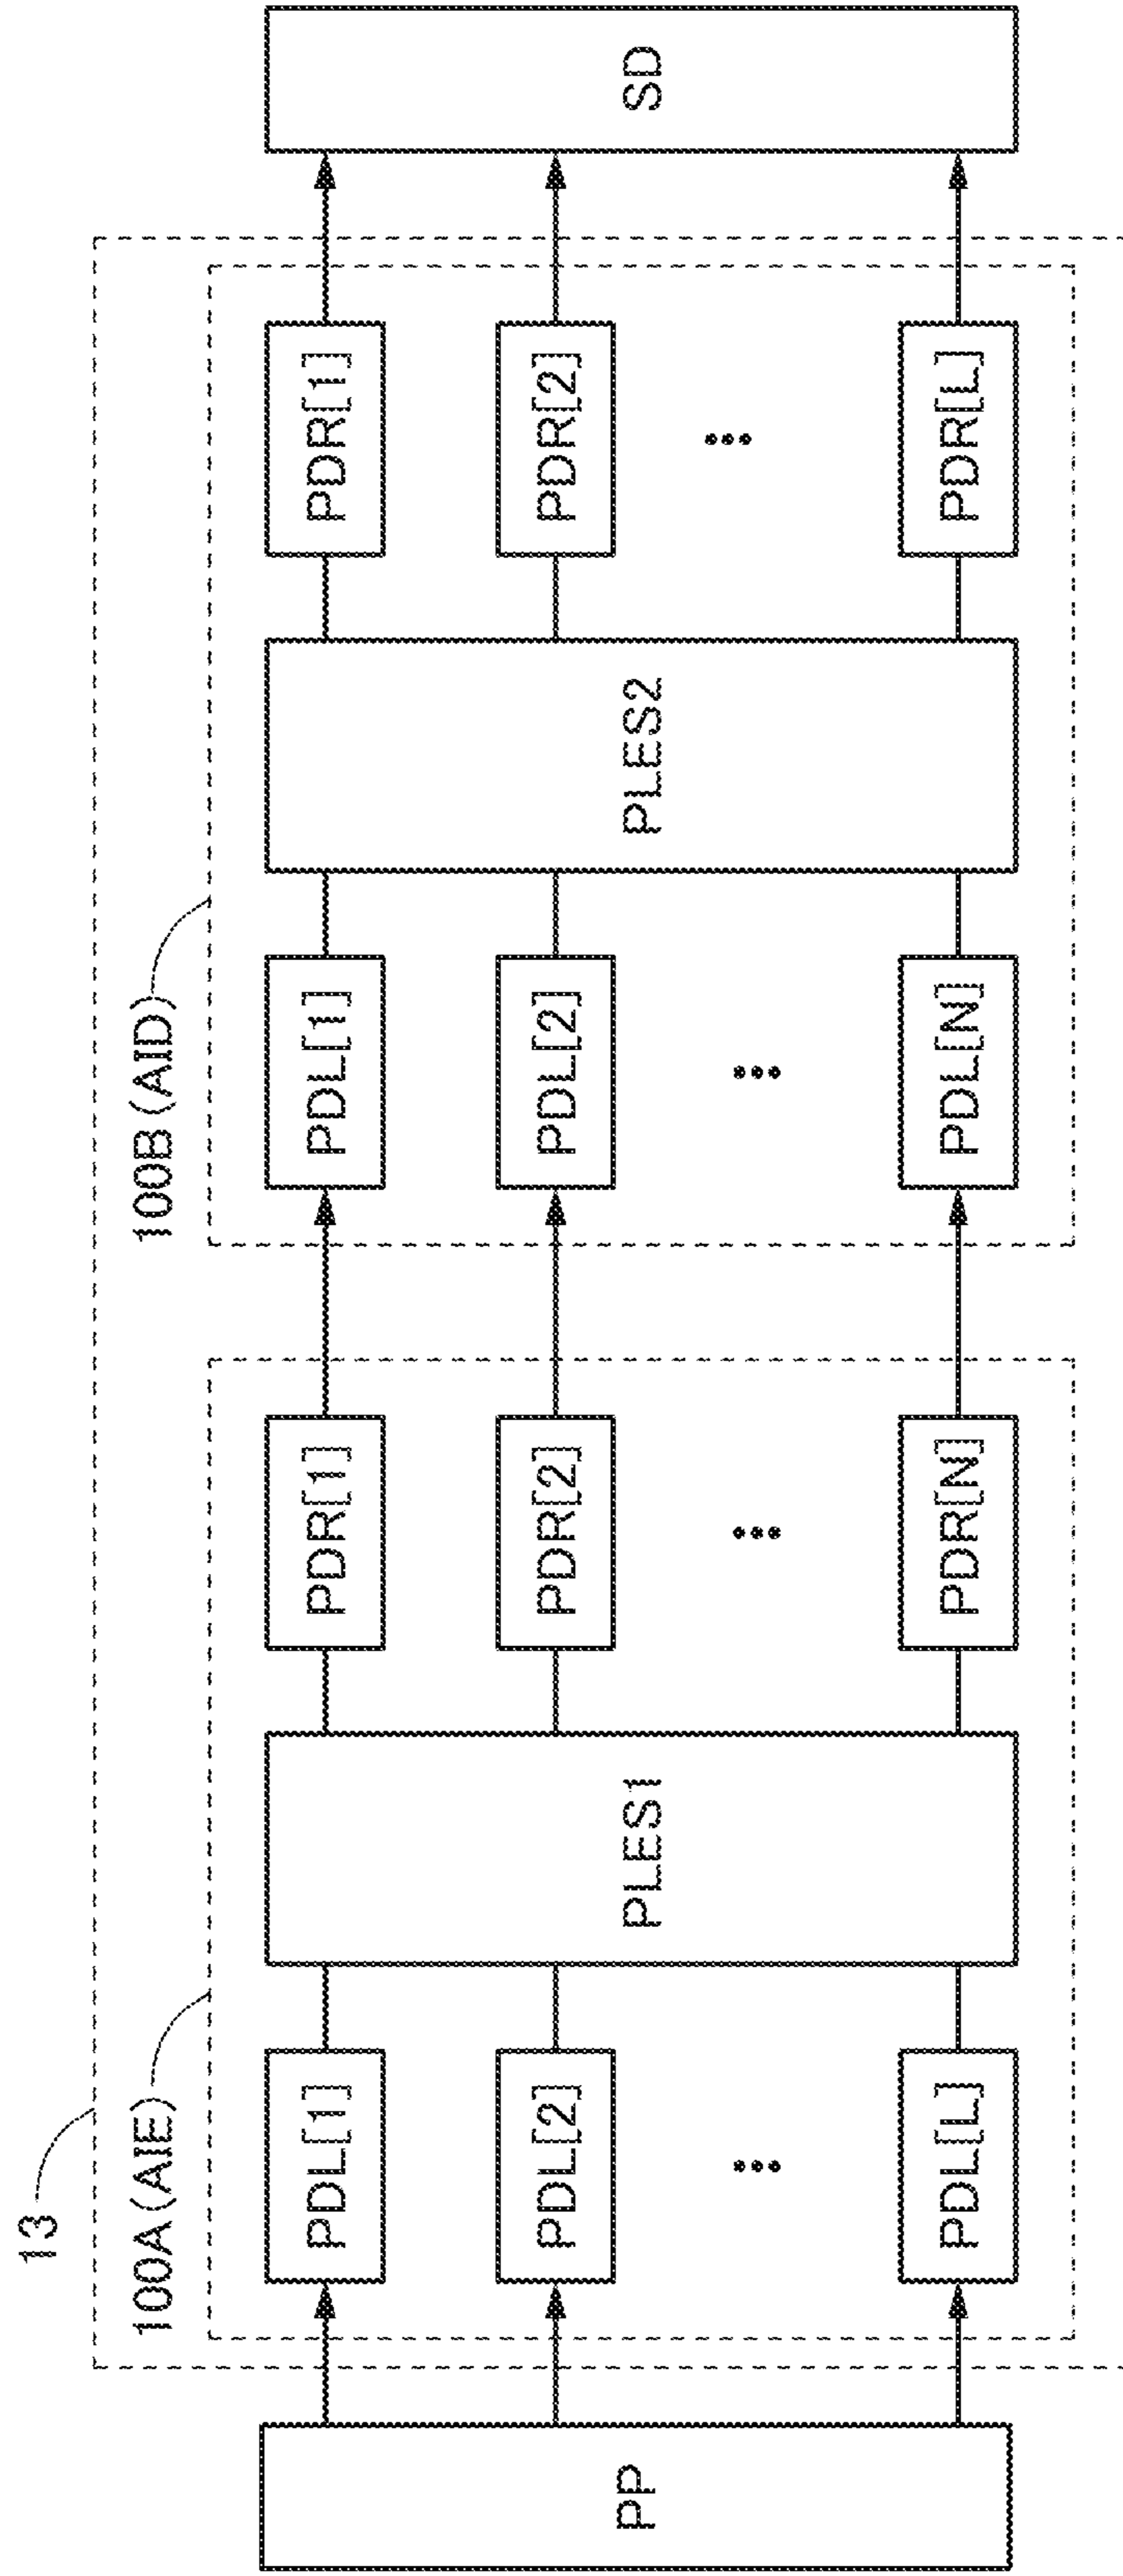 13
100A(AIE)
100B(AID)
PP
PDL[1]
PDL[2]
PDL[L]
PLES1
PDR[1]
PDR[2]
PDR[N]
PDL[1]
PDL[2]
PDL[N]
PLES2
PDR[1]
PDR[2]
PDR[L]
SD